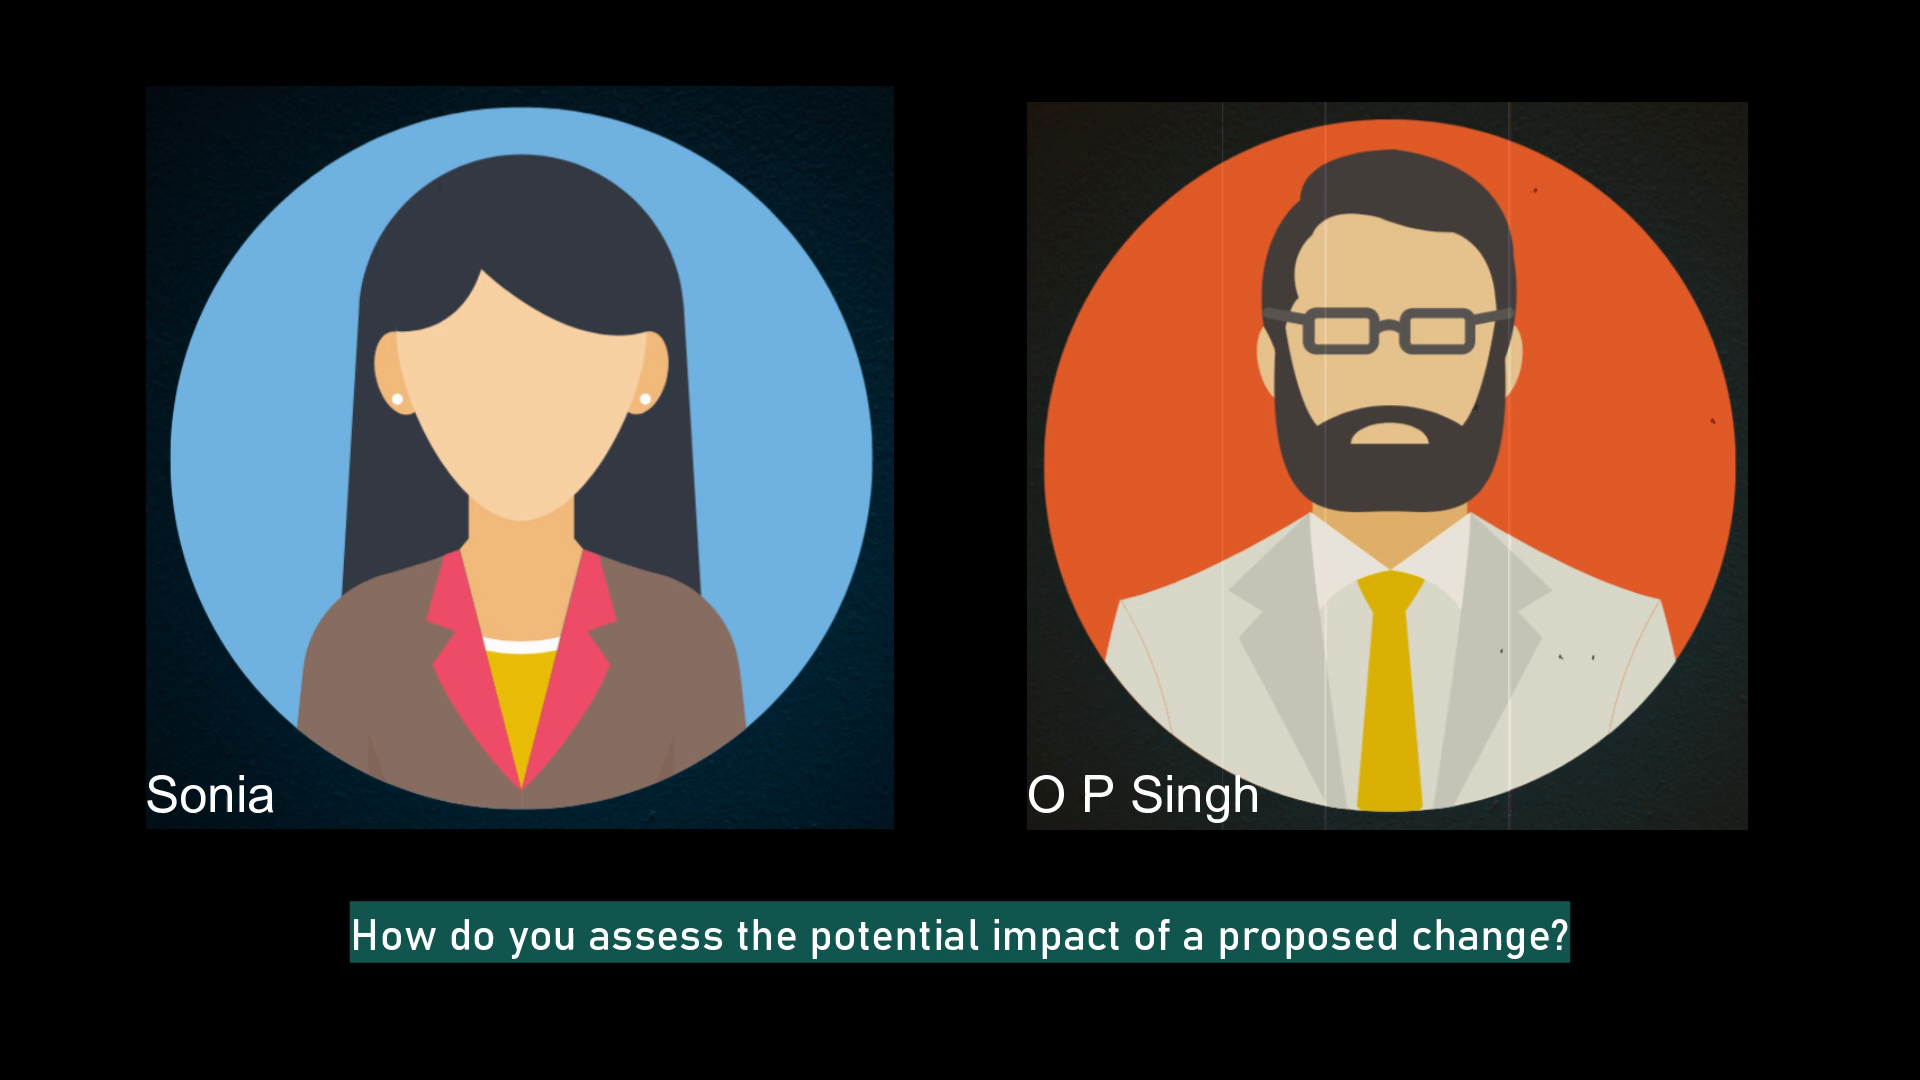 Sonia
O P Singh
How do you assess the potential impact of a proposed change?